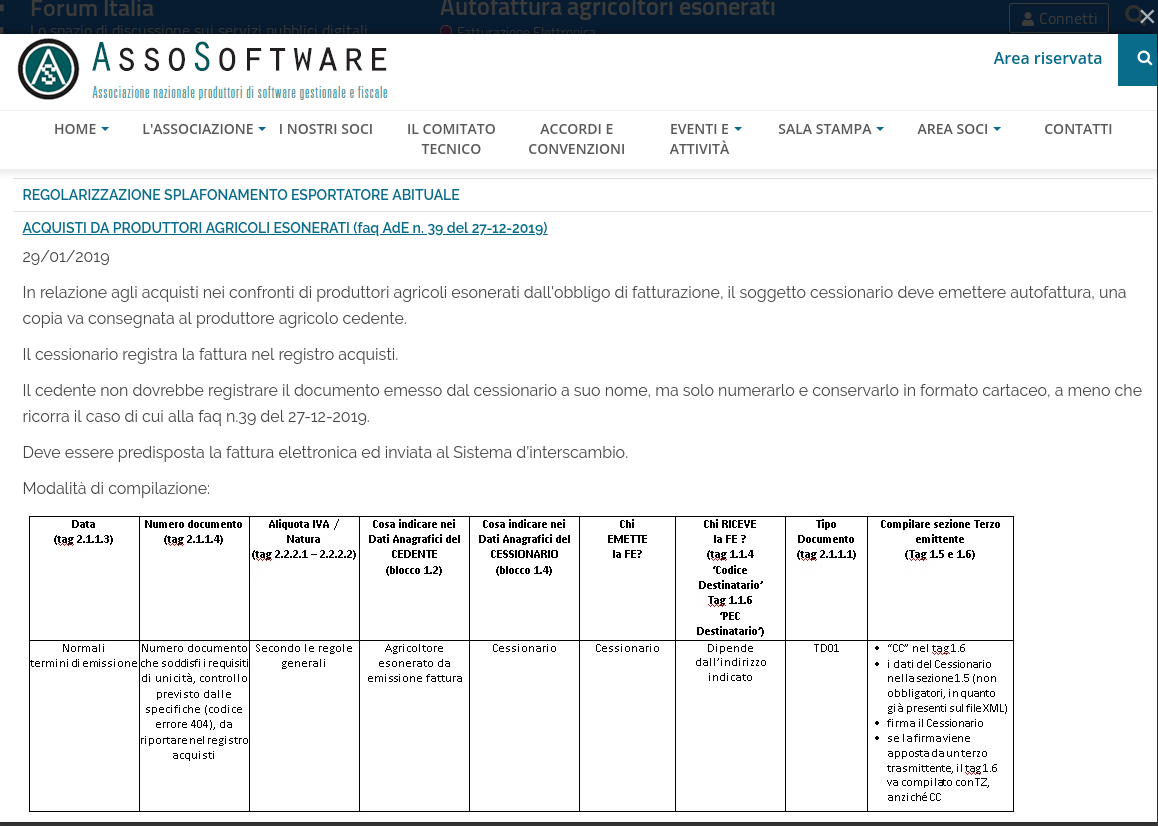 Forum Italia
Autofattura agricoltori esonerati
Lo spazio di discussione sui servizi pubblici digitali
Fatturazione Elettronica
Connetti
ASSOSOFTWARE
Associazione nazionale produttori di software gestionale e fiscale
Area riservata
HOME
L'ASSOCIAZIONE
I NOSTRI SOCI
IL COMITATO
TECNICO
ACCORDI E
CONVENZIONI
EVENTI E
ATTIVITÀ
SALA STAMPA
AREA SOCI
CONTATTI
REGOLARIZZAZIONE SPLAFONAMENTO ESPORTATORE ABITUALE
ACQUISTI DA PRODUTTORI AGRICOLI ESONERATI (faq AdE n. 39 del 27-12-2019)
29/01/2019
In relazione agli acquisti nei confronti di produttori agricoli esonerati dall'obbligo di fatturazione, il soggetto cessionario deve emettere autofattura, una
copia va consegnata al produttore agricolo cedente.
Il cessionario registra la fattura nel registro acquisti.
Il cedente non dovrebbe registrare il documento emesso dal cessionario a suo nome, ma solo numerarlo e conservarlo in formato cartaceo, a meno che
ricorra il caso di cui alla faq n.39 del 27-12-2019.
Deve essere predisposta la fattura elettronica ed inviata al Sistema d'interscambio.
Modalità di compilazione:
Data
(tag 2.1.1.3)
Numero documento
(tag 2.1.1.4)
Aliquota IVA /
Natura
(tag 2.2.2.1 – 2.2.2.2)
Cosa indicare nei
Dati Anagrafici del
CEDENTE
(blocco 1.2)
Cosa indicare nei
Dati Anagrafici del
CESSIONARIO
(blocco 1.4)
Chi
EMETTE
la FE?
Chi RICEVE
la FE ?
(tag 1.1.4
‘Codice
Destinatario’
Tag 1.1.6
‘PEC
Destinatario’)
Tipo
Documento
(tag 2.1.1.1)
Compilare sezione Terzo
emittente
(Tag 1.5 e 1.6)
Normali
termini di emissione
Numero documento
che soddisfi i requisiti
di unicità, controllo
previsto dalle
specifiche (codice
errore 404), da
riportare nel registro
acquisti
Secondo le regole
generali
Agricoltore
esonerato da
emissione fattura
Cessionario
Cessionario
Dipende
dall’indirizzo
indicato
TD01
• “CC” nel tag 1.6
• i dati del Cessionario
nella sezione 1.5 (non
obbligatori, in quanto
già presenti sul file XML)
• firma il Cessionario
• se la firma viene
apposta da un terzo
trasmittente, il tag 1.6
va compilato con TZ,
anziché CC